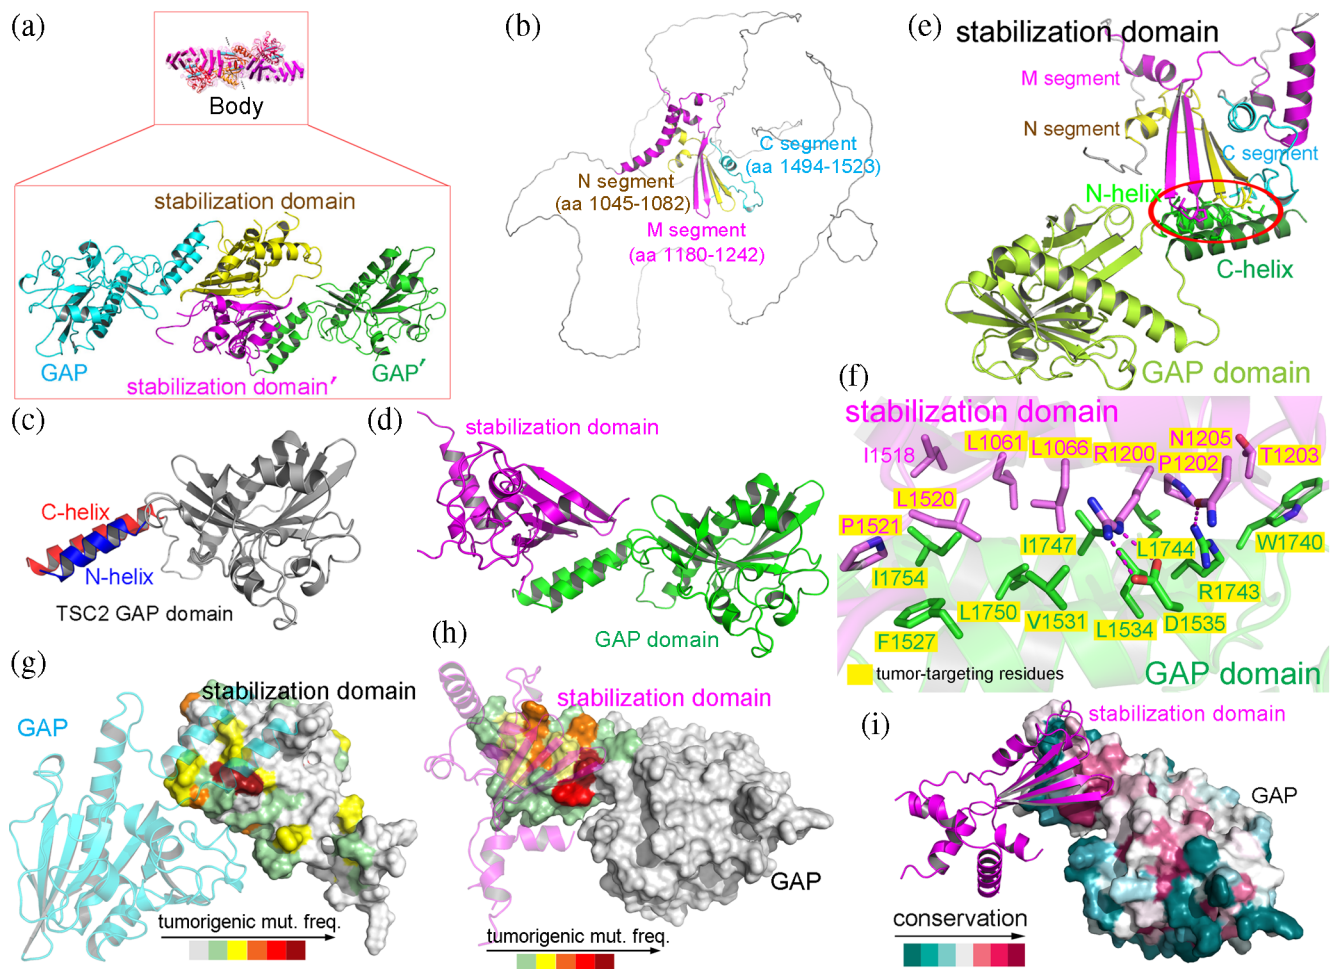 (a)
Body
stabilization domain
GAP
stabilization domain′
GAP′
(b)
C segment
(aa 1494-1523)
N segment
(aa 1045-1082)
M segment
(aa 1180-1242)
(c)
C-helix
N-helix
TSC2 GAP domain
(d)
stabilization domain
GAP domain
(e)
stabilization domain
M segment
N segment
C segment
N-helix
C-helix
GAP domain
(f)
stabilization domain
I1518
L1061
L1066
R1200
N1205
P1202
T1203
L1520
P1521
I1747
L1744
W1740
I1754
R1743
L1750
V1531
L1534
D1535
F1527
tumor-targeting residues
GAP domain
(g)
stabilization domain
GAP
tumorigenic mut. freq.
(h)
stabilization domain
GAP
tumorigenic mut. freq.
(i)
stabilization domain
GAP
conservation